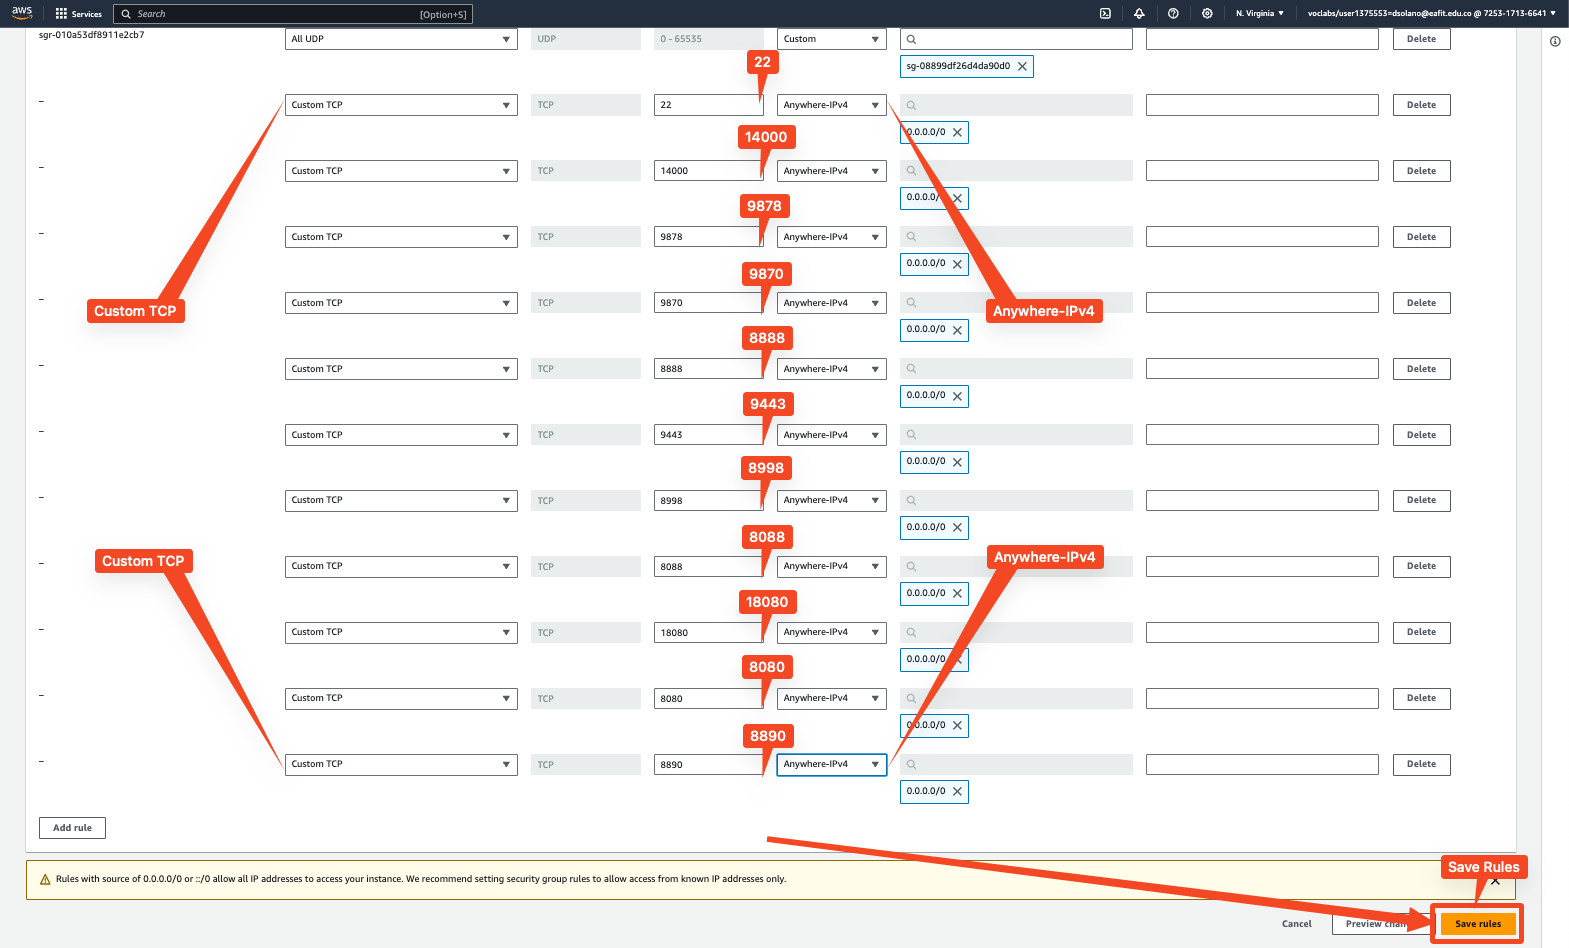 aws
Services
Search
[Option+S]
N. Virginia
voclabs/user1375553=dsolano@eafit.edu.co @ 7253-1713-6641
sgr-010a53df8911e2cb7
All UDP
UDP
0 - 65535
Custom
Delete
sg-08899df26d4da90d0
22
–
Custom TCP
TCP
22
Anywhere-IPv4
Delete
0.0.0.0/0
14000
–
Custom TCP
TCP
14000
Anywhere-IPv4
Delete
0.0.0.0/
9878
–
Custom TCP
TCP
9878
Anywhere-IPv4
Delete
0.0.0.0/0
9870
–
Custom TCP
TCP
9870
Anywhere-IPv4
Delete
Custom TCP
Anywhere-IPv4
0.0.0.0/0
8888
–
Custom TCP
TCP
8888
Anywhere-IPv4
Delete
0.0.0.0/0
9443
–
Custom TCP
TCP
9443
Anywhere-IPv4
Delete
0.0.0.0/0
8998
–
Custom TCP
TCP
8998
Anywhere-IPv4
Delete
0.0.0.0/0
8088
–
Custom TCP
TCP
8088
Anywhere-IPv4
Delete
Custom TCP
Anywhere-IPv4
0.0.0.0/0
18080
–
Custom TCP
TCP
18080
Anywhere-IPv4
Delete
0.0.0.0/0
8080
–
Custom TCP
TCP
8080
Anywhere-IPv4
Delete
0.0.0.0/0
8890
–
Custom TCP
TCP
8890
Anywhere-IPv4
Delete
0.0.0.0/0
Add rule
Save Rules
Rules with source of 0.0.0.0/0 or ::/0 allow all IP addresses to access your instance. We recommend setting security group rules to allow access from known IP addresses only.
Cancel
Preview
Save rules